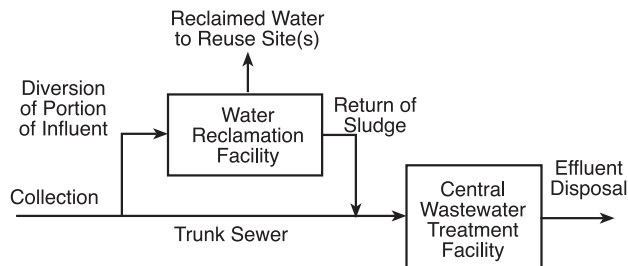 Reclaimed Water
to Reuse Site(s)
Diversion
of Portion
of Influent
Water
Reclamation
Facility
Return of
Sludge
Collection
Trunk Sewer
Central
Wastewater
Treatment
Facility
Effluent
Disposal